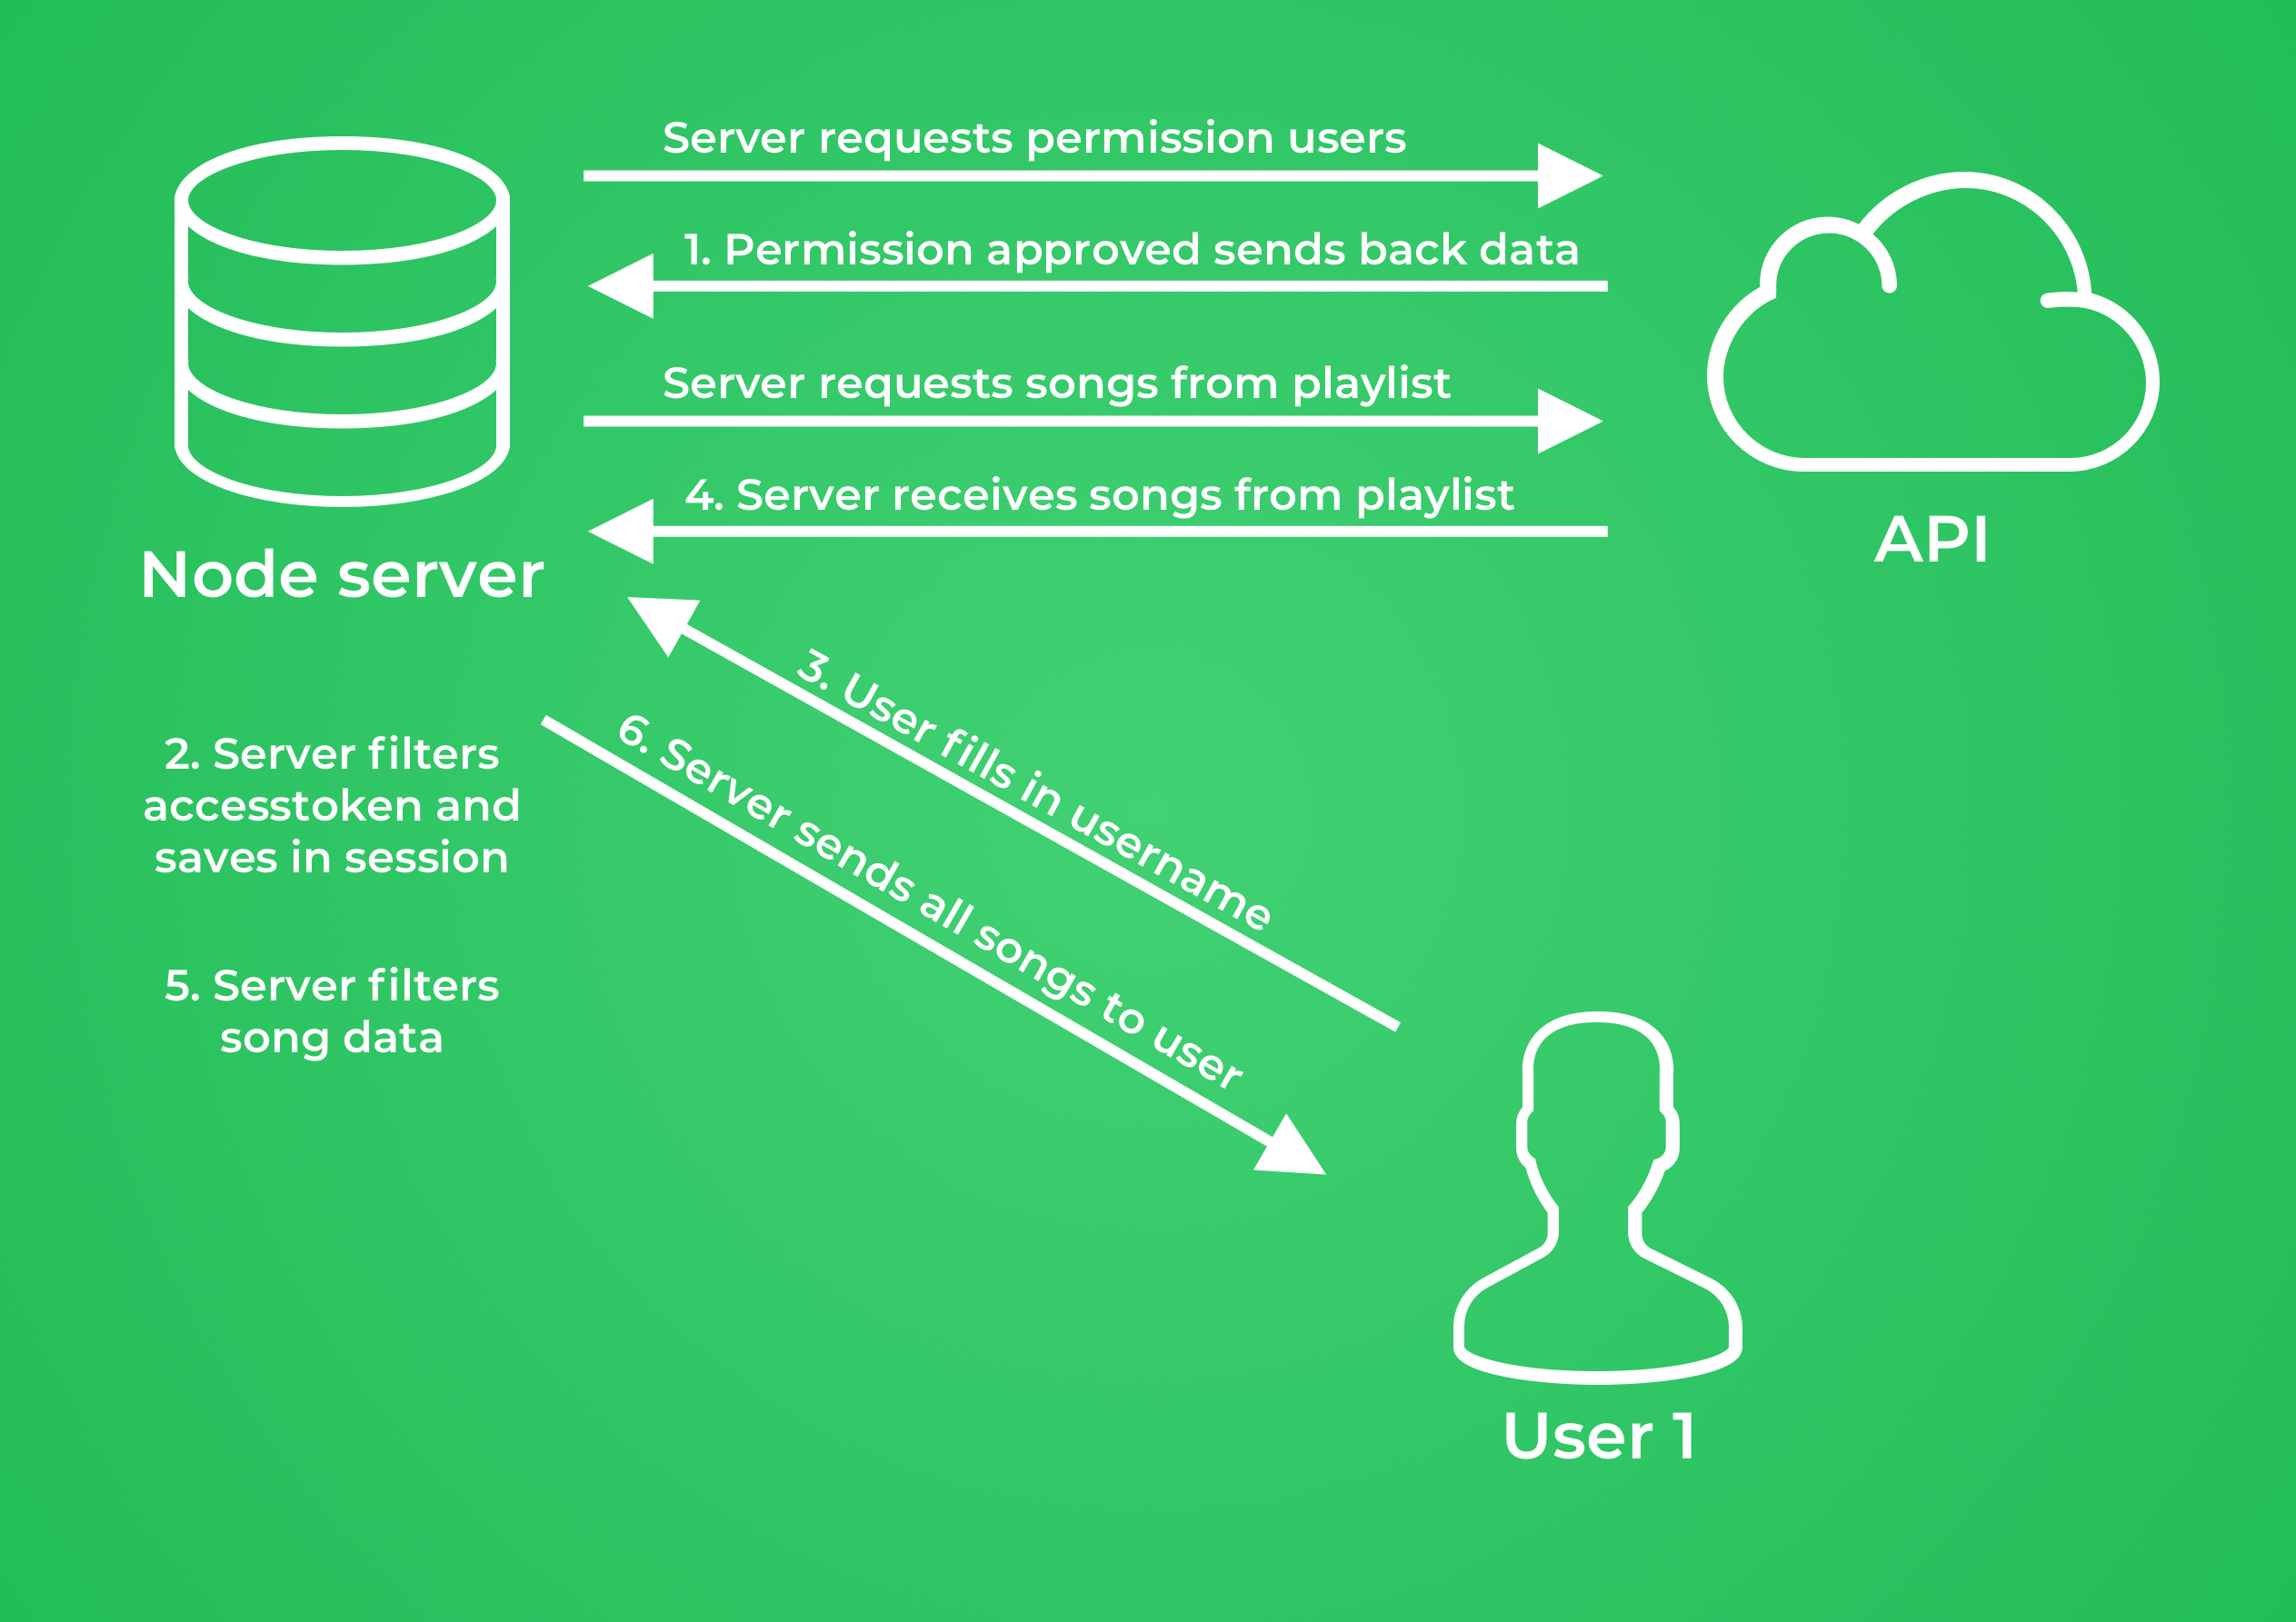 Server requests permission users
1. Permission approved sends back data
Server requests songs from playlist
4. Server receives songs from playlist
Node server
API
3. User fills in username
6. Server sends all songs to user
2. Server filters
accesstoken and
saves in session
5. Server filters
song data
User 1